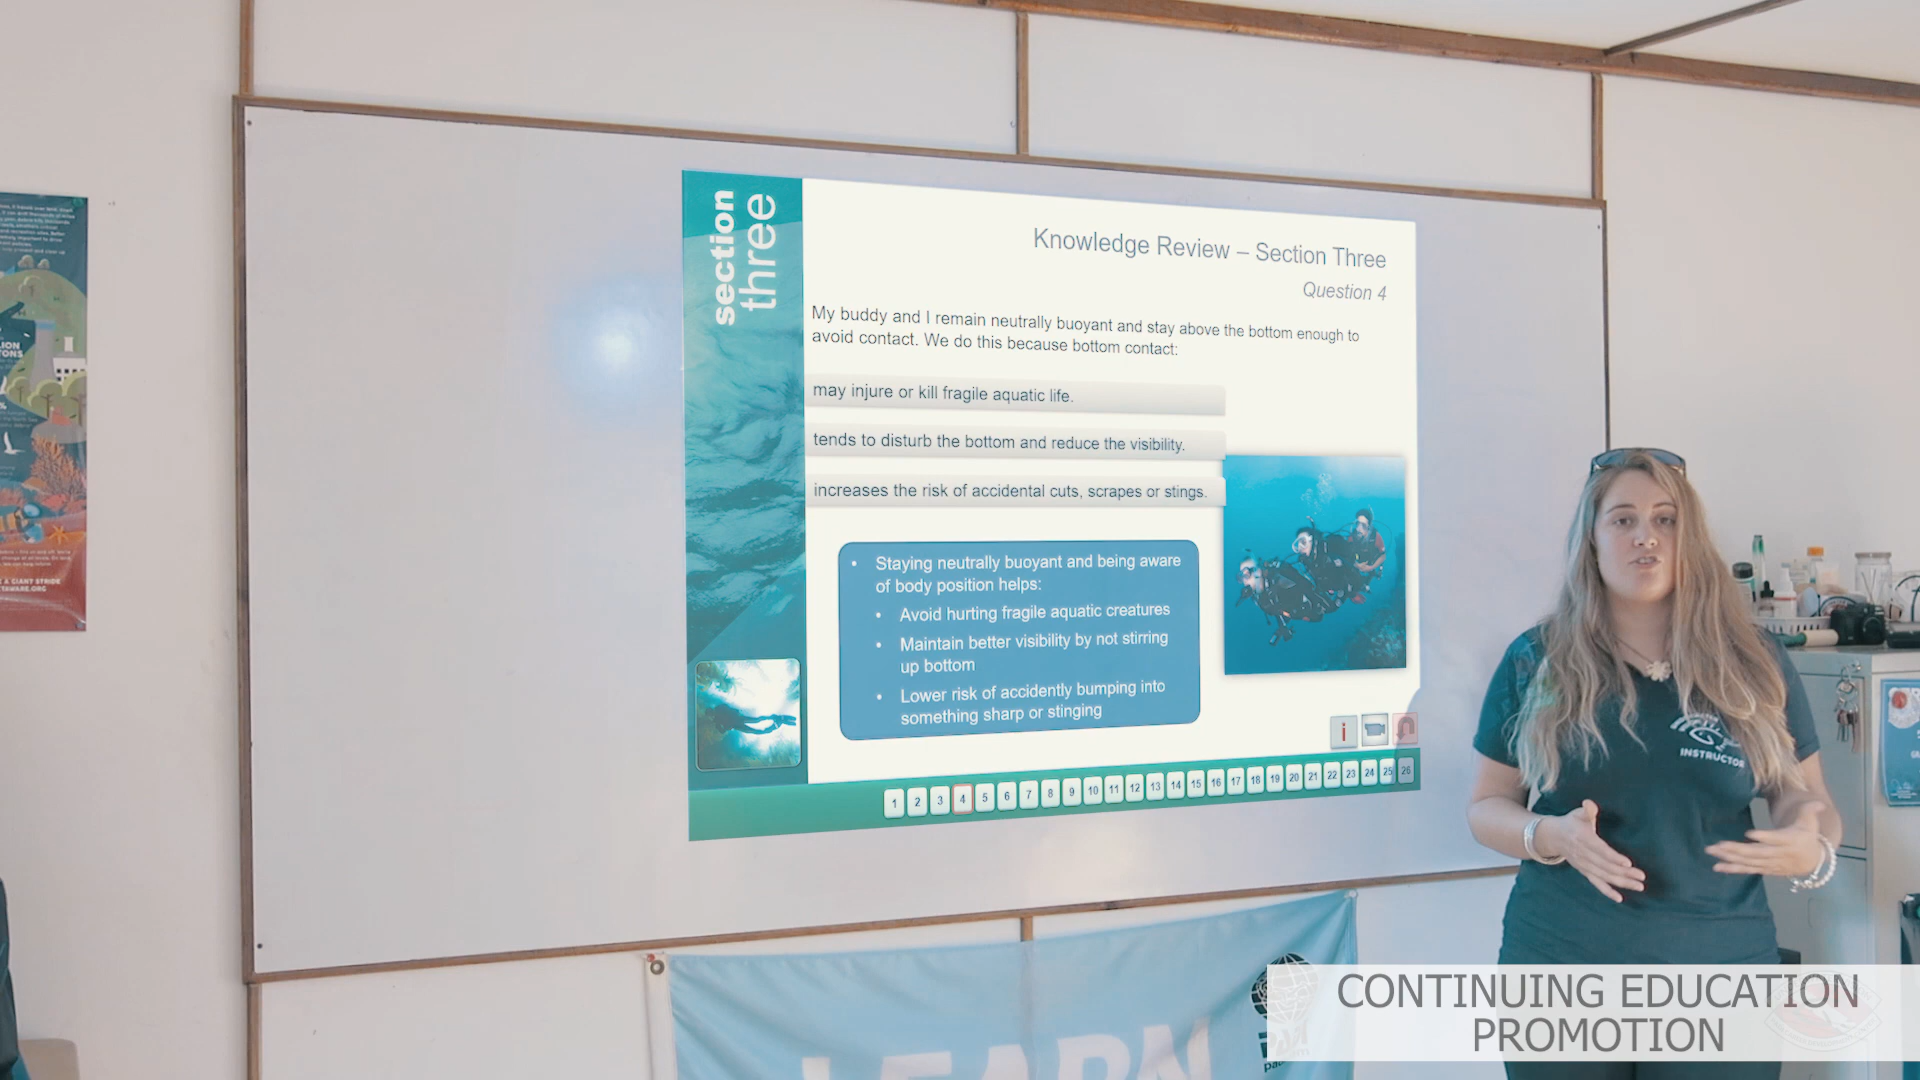 section
three
Knowledge Review – Section Three
Question 4
My buddy and I remain neutrally buoyant and stay above the bottom enough to
avoid contact. We do this because bottom contact:
may injure or kill fragile aquatic life.
tends to disturb the bottom and reduce the visibility.
increases the risk of accidental cuts, scrapes or stings.
• Staying neutrally buoyant and being aware
of body position helps:
• Avoid hurting fragile aquatic creatures
• Maintain better visibility by not stirring
up bottom
• Lower risk of accidently bumping into
something sharp or stinging
i
1 2 3 4 5 6 7 8 9 10 11 12 13 14 15 16 17 18 19 20 21 22 23 24 25 26
INSTRUCTOR
A GIANT STRIDE
LEARN
CONTINUING EDUCATION
PROMOTION